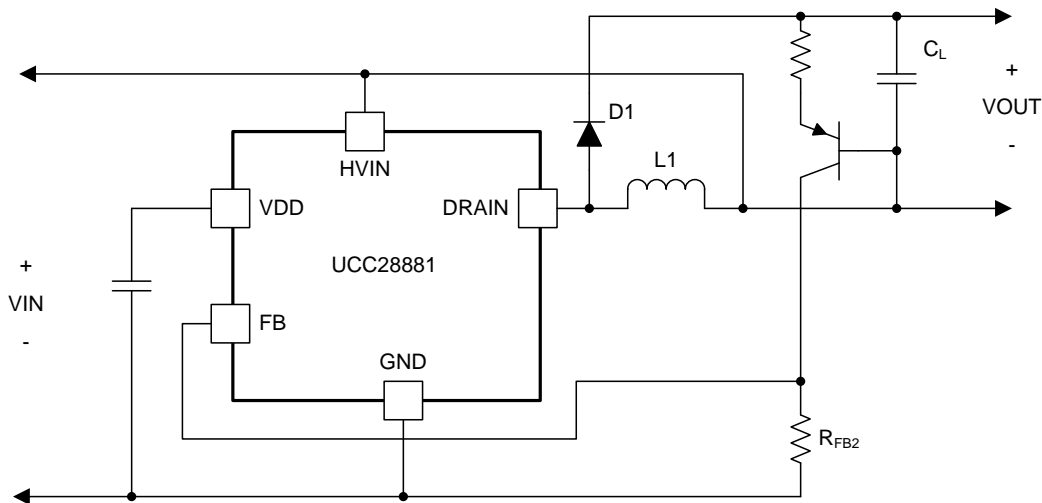 C_L
+
VOUT
-
D1
HVIN
L1
VDD
DRAIN
UCC28881
+
VIN
-
FB
GND
R_FB2